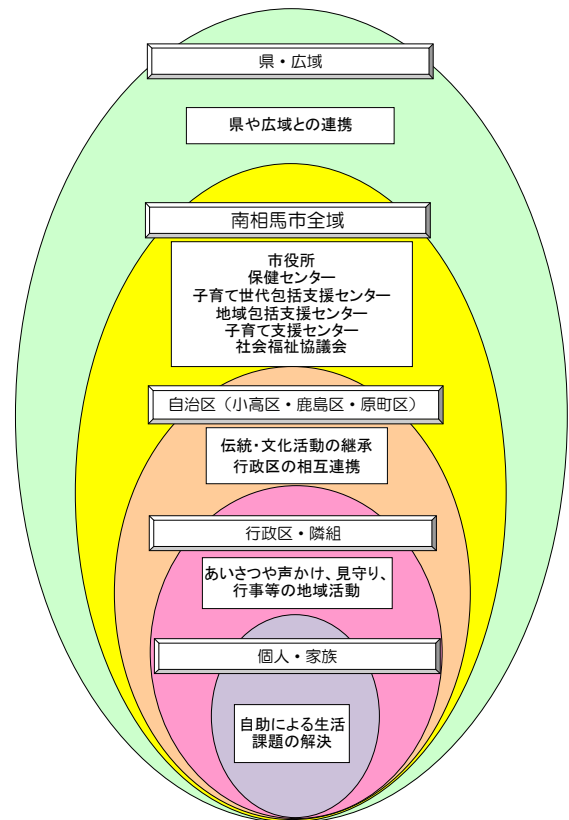 県・広域
県や広域との連携
南相馬市全域
市役所
保健センター
子育て世代包括支援センター
地域包括支援センター
子育て支援センター
社会福祉協議会
自治区（小高区・鹿島区・原町区）
伝統・文化活動の継承
行政区の相互連携
行政区・隣組
あいさつや声かけ、見守り、
行事等の地域活動
個人・家族
自助による生活
課題の解決